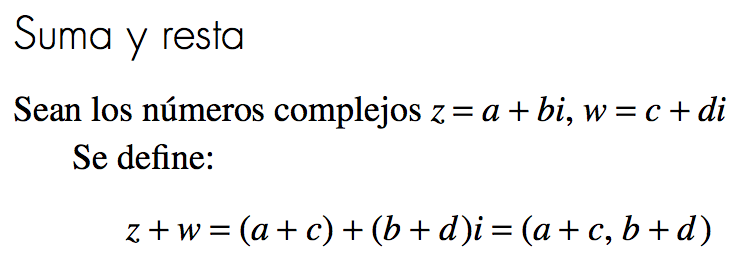 Suma y resta
Sean los números complejos z = a + bi, w = c + di
Se define:
z + w = (a + c) + (b + d)i = (a + c, b + d)